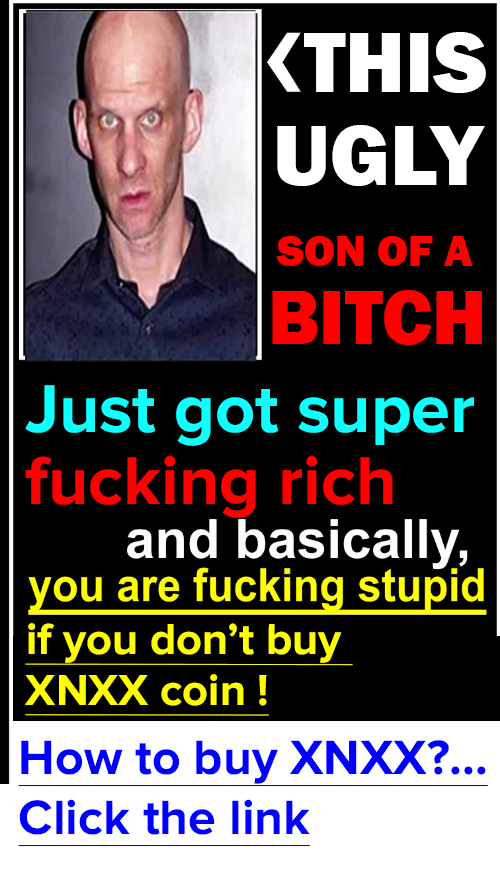 <THIS
UGLY
SON OF A
BITCH
Just got super
fucking rich
and basically,
you are fucking stupid
if you don’t buy
XNXX coin !
How to buy XNXX?...
Click the link